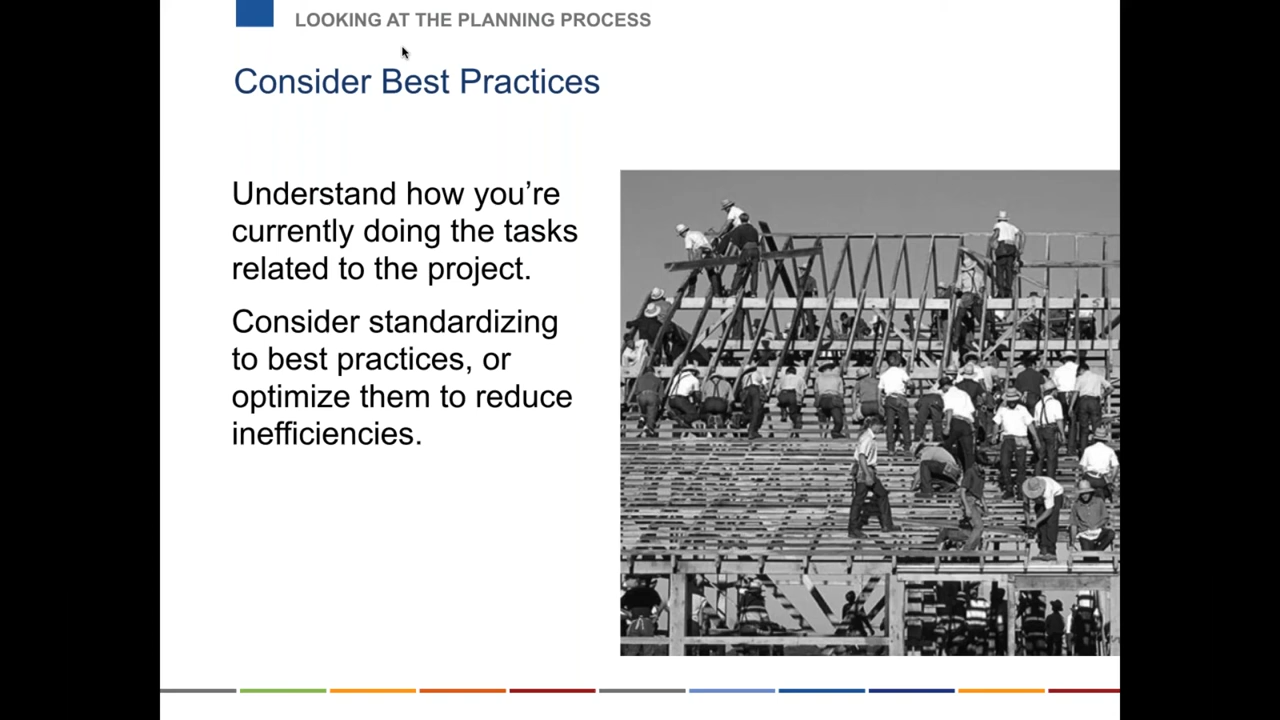 LOOKING AT THE PLANNING PROCESS
Consider Best Practices
Understand how you’re
currently doing the tasks
related to the project.
Consider standardizing
to best practices, or
optimize them to reduce
inefficiencies.